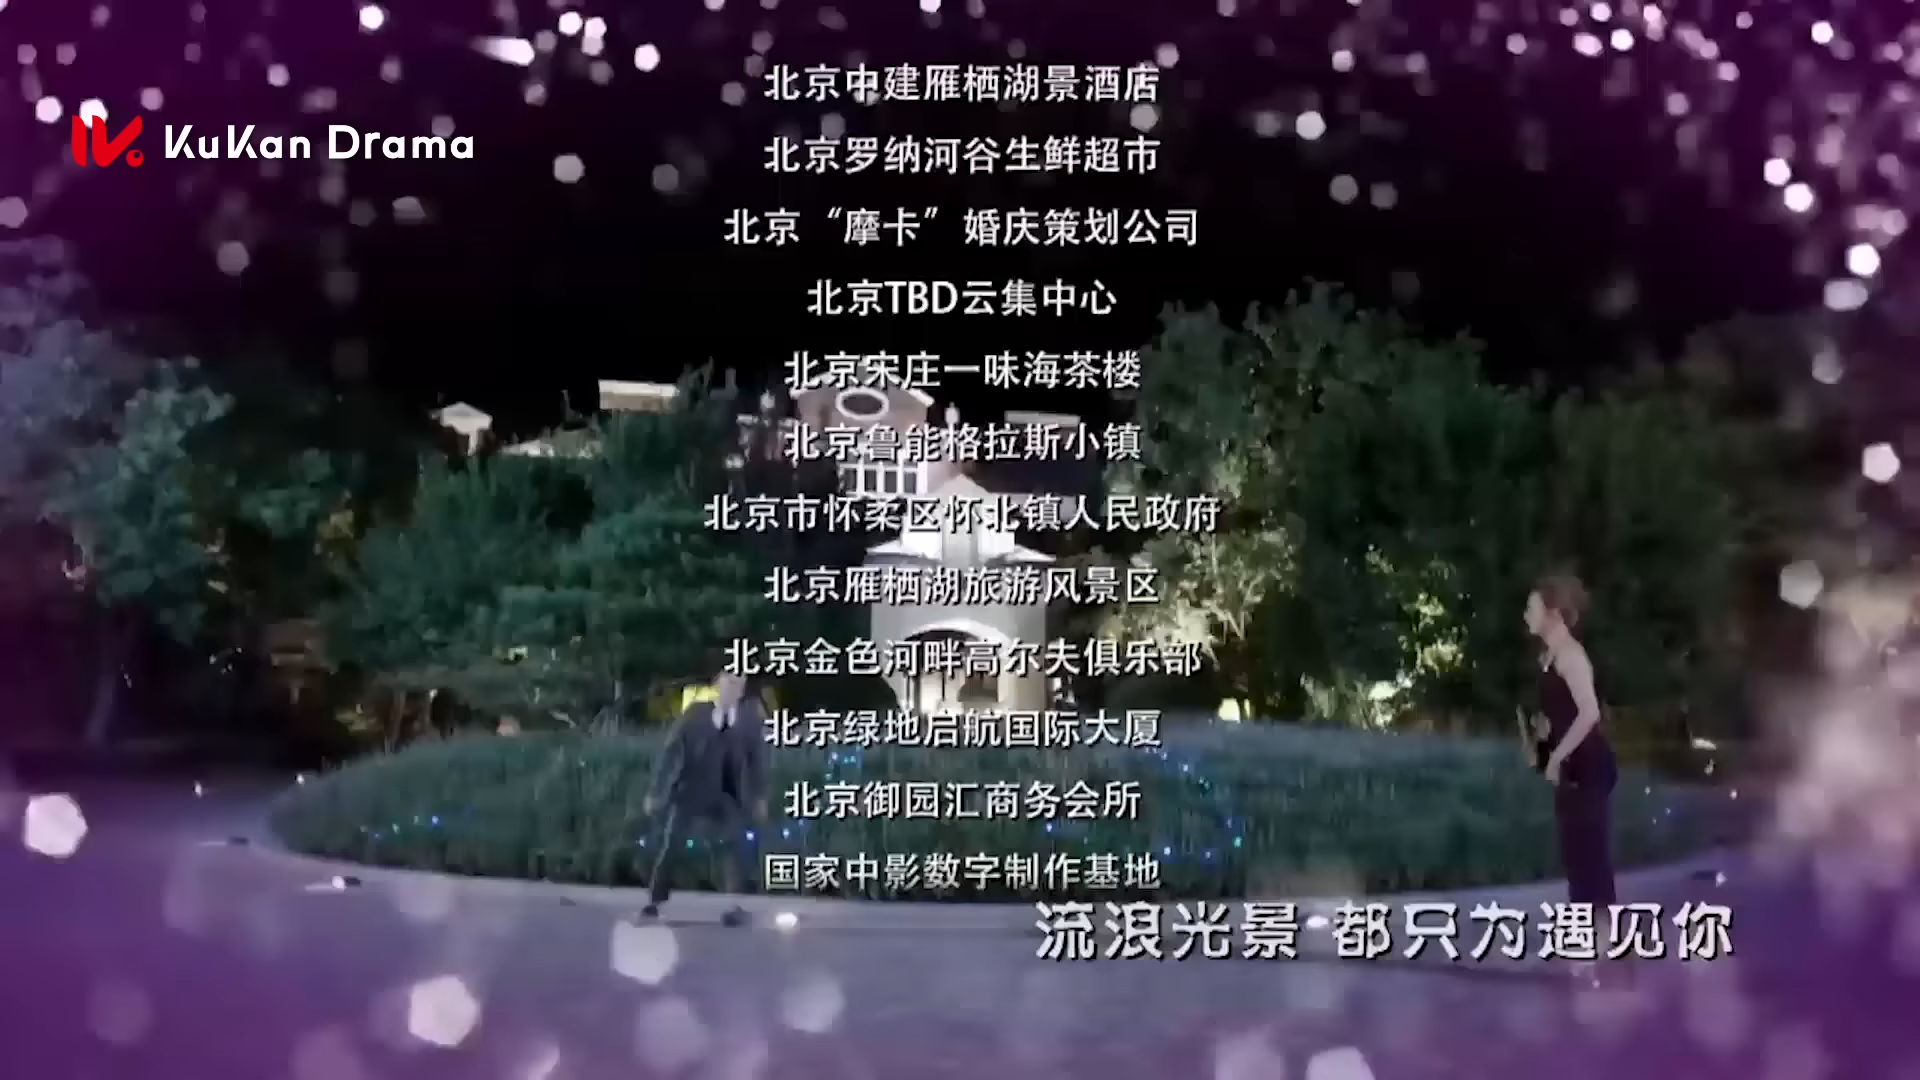 北京中建雁栖湖景酒店
KuKan Drama
北京罗纳河谷生鲜超市
北京“摩卡”婚庆策划公司
北京TBD云集中心
北京宋庄一味海茶楼
北京鲁能格拉斯小镇
北京市怀柔区怀北镇人民政府
北京雁栖湖旅游风景区
北京金色河畔高尔夫俱乐部
北京绿地启航国际大厦
北京御园汇商务会所
国家中影数字制作基地
流浪光景 都只为遇见你